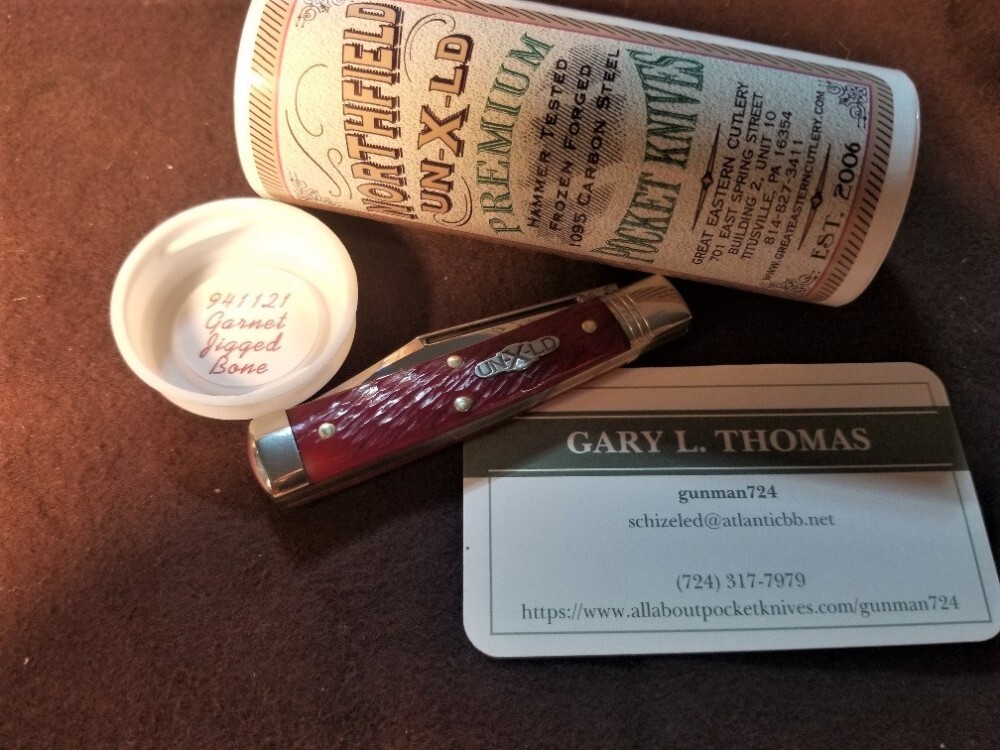 NORTHFIELD
UN-X-LD
PREMIUM
HAMMER TESTED
FROZEN FORGED
1095 CARBON STEEL
POCKET KNIVES
GREAT EASTERN CUTLERY
701 EAST SPRING STREET
BUILDING 2, UNIT 10
TITUSVILLE, PA 16354
814-827-3411
WWW.GREATEASTERNCUTLERY.COM
EST. 2006
941121
Garnet
Jigged
Bone
UN-X-LD
GARY L. THOMAS
gunman724
schizeled@atlanticbb.net
(724) 317-7979
https://www.allaboutpocketknives.com/gunman724